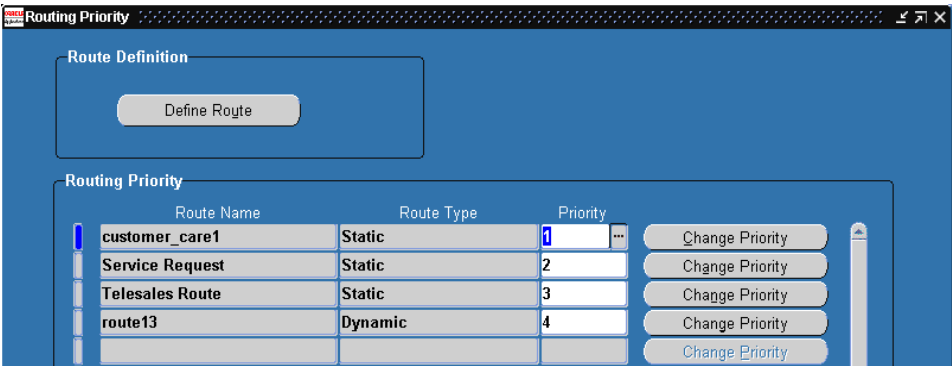 ORACLE Routing Priority
Route Definition
Define Route
Routing Priority
Route Name Route Type Priority
customer_care1 Static 1 ... Change Priority
Service Request Static 2 Change Priority
Telesales Route Static 3 Change Priority
route13 Dynamic 4 Change Priority
Change Priority